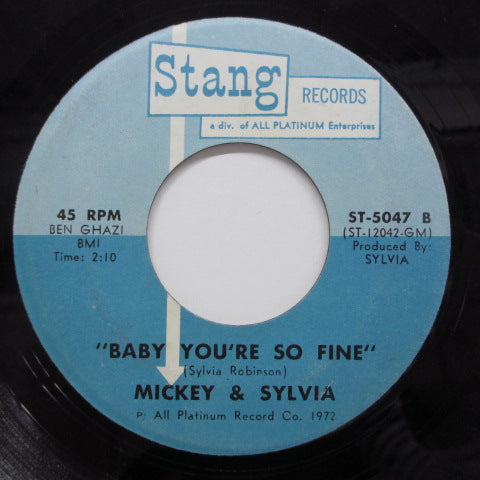 Stang
RECORDS
a div. of ALL PLATINUM Enterprises
45 RPM
BEN GHAZI
BMI
Time: 2:10
ST-5047 B
(ST-12042-GM)
Produced By:
SYLVIA
"BABY YOU'RE SO FINE"
(Sylvia Robinson)
MICKEY & SYLVIA
P: All Platinum Record Co. 1972